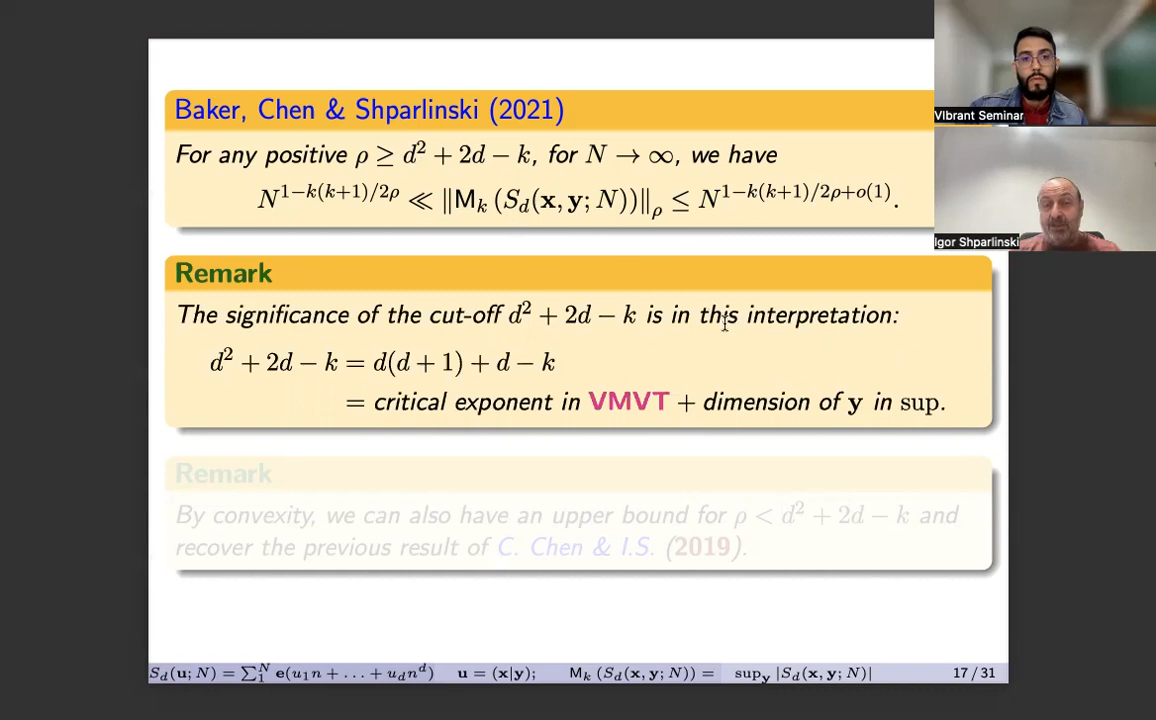 Baker, Chen & Shparlinski (2021)
For any positive ρ ≥ d² + 2d − k, for N → ∞, we have
N^{1−k(k+1)/2ρ} ≪ ‖M_k (S_d(x, y; N))‖_ρ ≤ N^{1−k(k+1)/2ρ+o(1)}.
Remark
The significance of the cut-off d² + 2d − k is in this interpretation:
d² + 2d − k = d(d + 1) + d − k
= critical exponent in VMVT + dimension of y in sup.
Remark
By convexity, we can also have an upper bound for ρ < d² + 2d − k and
recover the previous result of C. Chen & I.S. (2019).
S_d(u; N) = ∑_1^N e(u_1n + … + u_dn^d) u = (x|y); M_k (S_d(x, y; N)) = sup_y |S_d(x, y; N)| 17/31
VIbrant Seminar
Igor Shparlinski